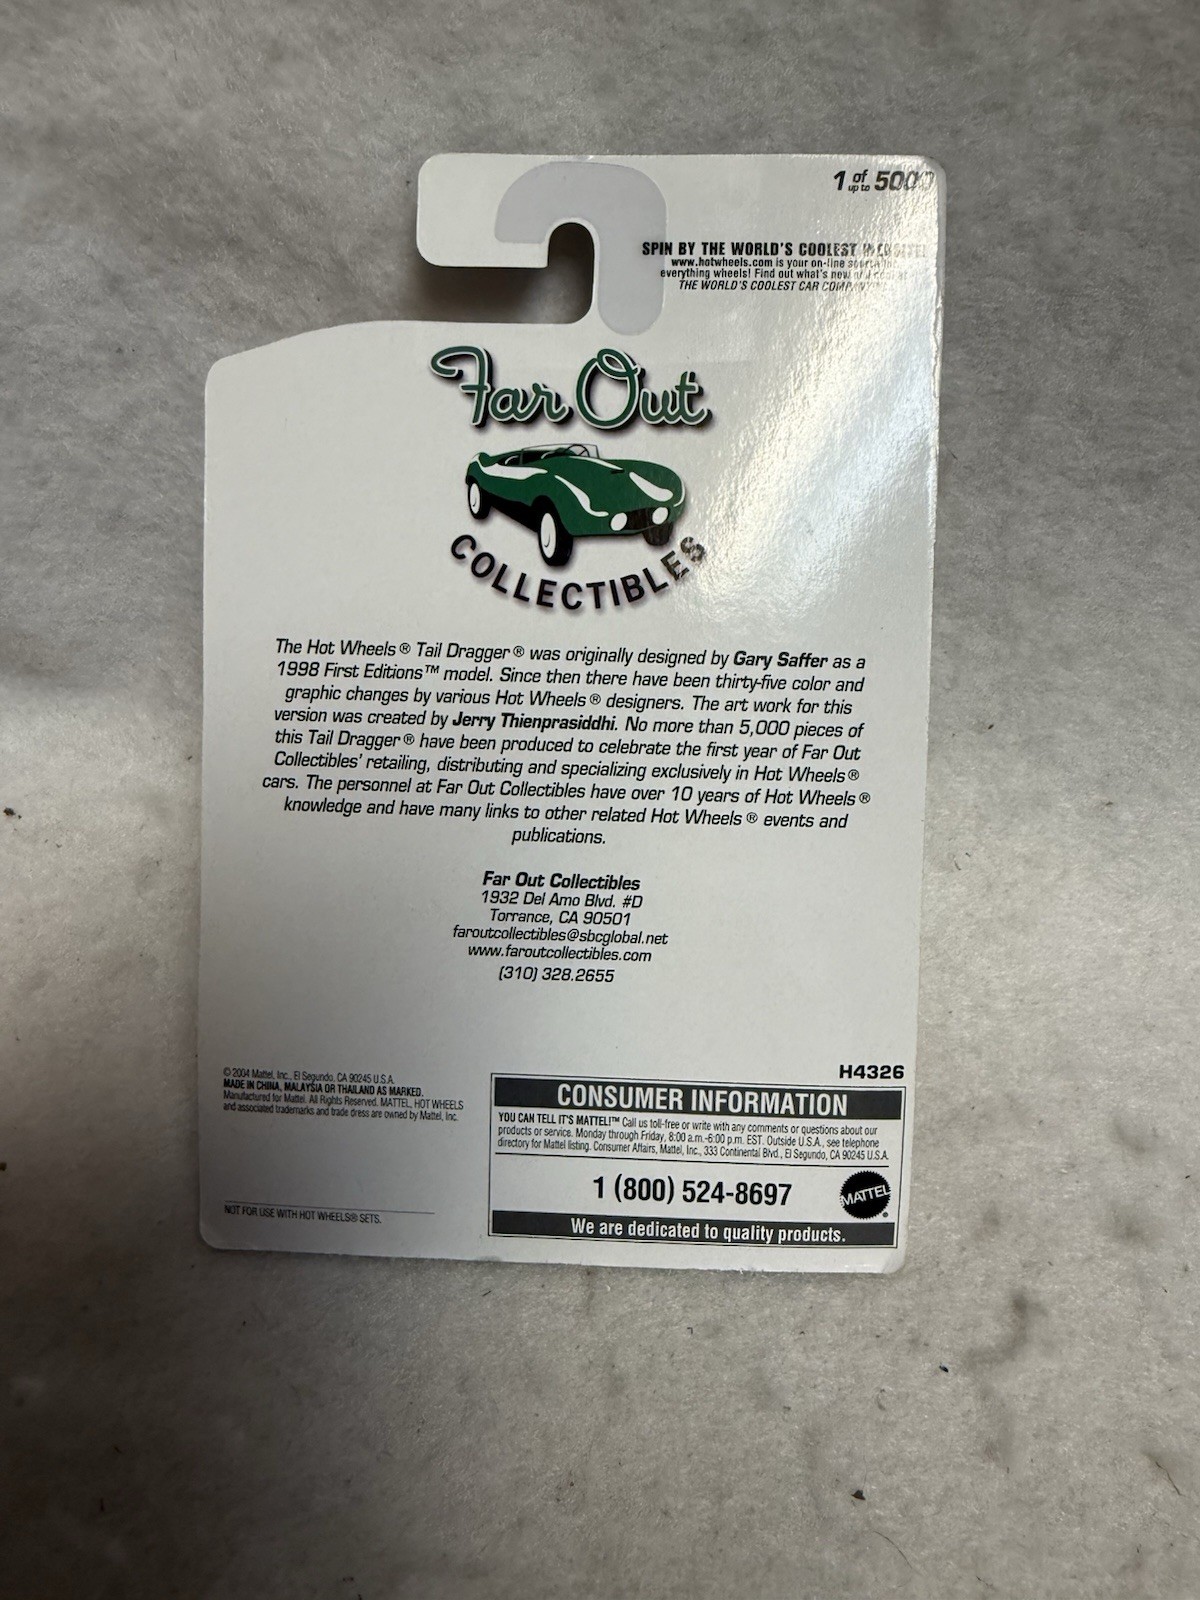 1 of up to 5000
SPIN BY THE WORLD'S COOLEST WEBSITE!
www.hotwheels.com is your on-line source for
everything wheels! Find out what's new and cool at
THE WORLD'S COOLEST CAR COMPANY!™
Far Out
COLLECTIBLES
The Hot Wheels® Tail Dragger® was originally designed by Gary Saffer as a
1998 First Editions™ model. Since then there have been thirty-five color and
graphic changes by various Hot Wheels® designers. The art work for this
version was created by Jerry Thienprasiddhi. No more than 5,000 pieces of
this Tail Dragger® have been produced to celebrate the first year of Far Out
Collectibles' retailing, distributing and specializing exclusively in Hot Wheels®
cars. The personnel at Far Out Collectibles have over 10 years of Hot Wheels®
knowledge and have many links to other related Hot Wheels® events and
publications.
Far Out Collectibles
1932 Del Amo Blvd. #D
Torrance, CA 90501
faroutcollectibles@sbcglobal.net
www.faroutcollectibles.com
(310) 328.2655
© 2004 Mattel, Inc., El Segundo, CA 90245 U.S.A.
MADE IN CHINA, MALAYSIA OR THAILAND AS MARKED.
Manufactured for Mattel. All Rights Reserved. MATTEL, HOT WHEELS
and associated trademarks and trade dress are owned by Mattel, Inc.
NOT FOR USE WITH HOT WHEELS® SETS.
H4326
CONSUMER INFORMATION
YOU CAN TELL IT'S MATTEL!™ Call us toll-free or write with any comments or questions about our
products or service. Monday through Friday, 8:00 a.m.-6:00 p.m. EST. Outside U.S.A., see telephone
directory for Mattel listing. Consumer Affairs, Mattel, Inc., 333 Continental Blvd., El Segundo, CA 90245 U.S.A.
1 (800) 524-8697
MATTEL®
We are dedicated to quality products.